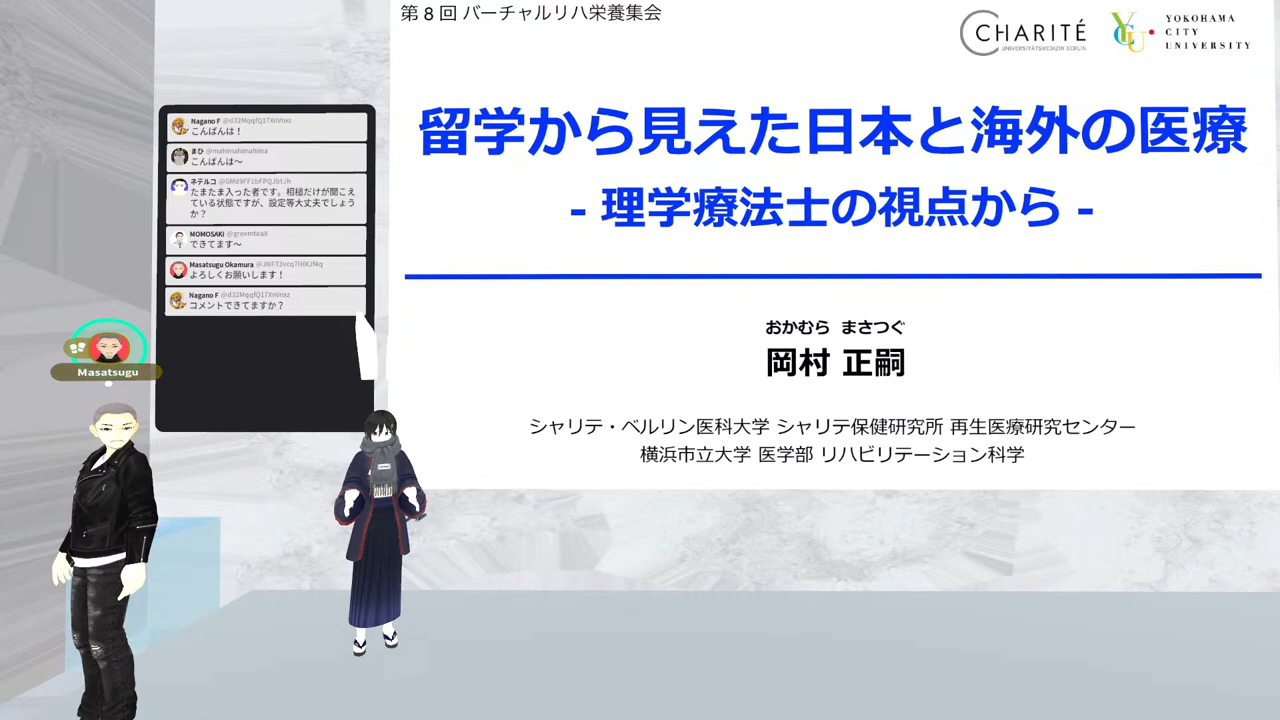 第8回 バーチャルリハ栄養集会
CHARITÉ
UNIVERSITÄTSMEDIZIN BERLIN
YOKOHAMA
CITY
UNIVERSITY
留学から見えた日本と海外の医療
- 理学療法士の視点から -
おかむら まさつぐ
岡村 正嗣
シャリテ・ベルリン医科大学 シャリテ保健研究所 再生医療研究センター
横浜市立大学 医学部 リハビリテーション科学
Nagano F @d32MqqfQ17XnVnxz
こんばんは！
まひ @mahimahimahima
こんばんは〜
ネテルコ
たまたま入った者です。相槌だけが聞こえ
ている状態ですが、設定等大丈夫でしょう
か？
MOMOSAKI @greemtea8
できてます〜
Masatsugu Okamura
よろしくお願いします！
Nagano F @d32MqqfQ17XnVnxz
コメントできてますか？
Masatsugu